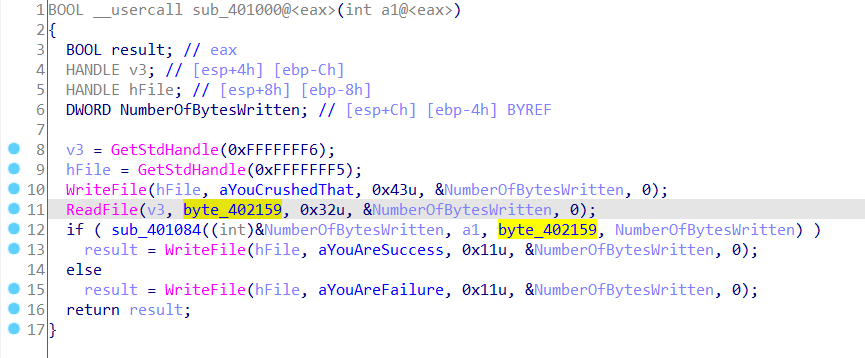 1 BOOL __usercall sub_401000@<eax>(int a1@<eax>)
2 {
3 BOOL result; // eax
4 HANDLE v3; // [esp+4h] [ebp-Ch]
5 HANDLE hFile; // [esp+8h] [ebp-8h]
6 DWORD NumberOfBytesWritten; // [esp+Ch] [ebp-4h] BYREF
7
8 v3 = GetStdHandle(0xFFFFFFF6);
9 hFile = GetStdHandle(0xFFFFFFF5);
10 WriteFile(hFile, aYouCrushedThat, 0x43u, &NumberOfBytesWritten, 0);
11 ReadFile(v3, byte_402159, 0x32u, &NumberOfBytesWritten, 0);
12 if ( sub_401084((int)&NumberOfBytesWritten, a1, byte_402159, NumberOfBytesWritten) )
13 result = WriteFile(hFile, aYouAreSuccess, 0x11u, &NumberOfBytesWritten, 0);
14 else
15 result = WriteFile(hFile, aYouAreFailure, 0x11u, &NumberOfBytesWritten, 0);
16 return result;
17 }